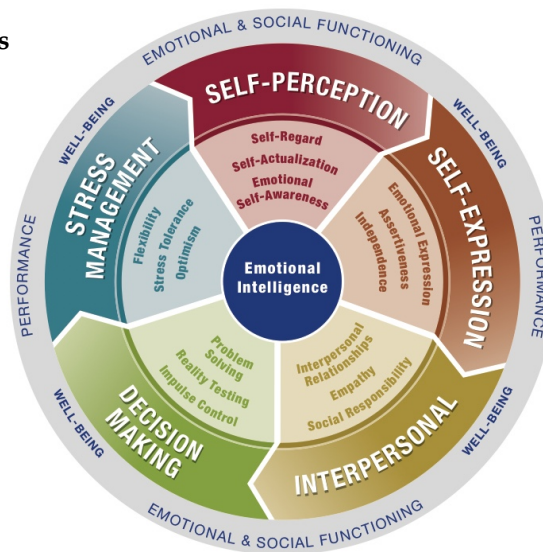 s
EMOTIONAL & SOCIAL FUNCTIONING
WELL-BEING
WELL-BEING
PERFORMANCE
PERFORMANCE
WELL-BEING
WELL-BEING
EMOTIONAL & SOCIAL FUNCTIONING
SELF-PERCEPTION
Self-Regard
Self-Actualization
Emotional
Self-Awareness
SELF-EXPRESSION
Emotional Expression
Assertiveness
Independence
INTERPERSONAL
Interpersonal
Relationships
Empathy
Social Responsibility
DECISION
MAKING
Problem
Solving
Reality Testing
Impulse Control
STRESS
MANAGEMENT
Flexibility
Stress Tolerance
Optimism
Emotional
Intelligence